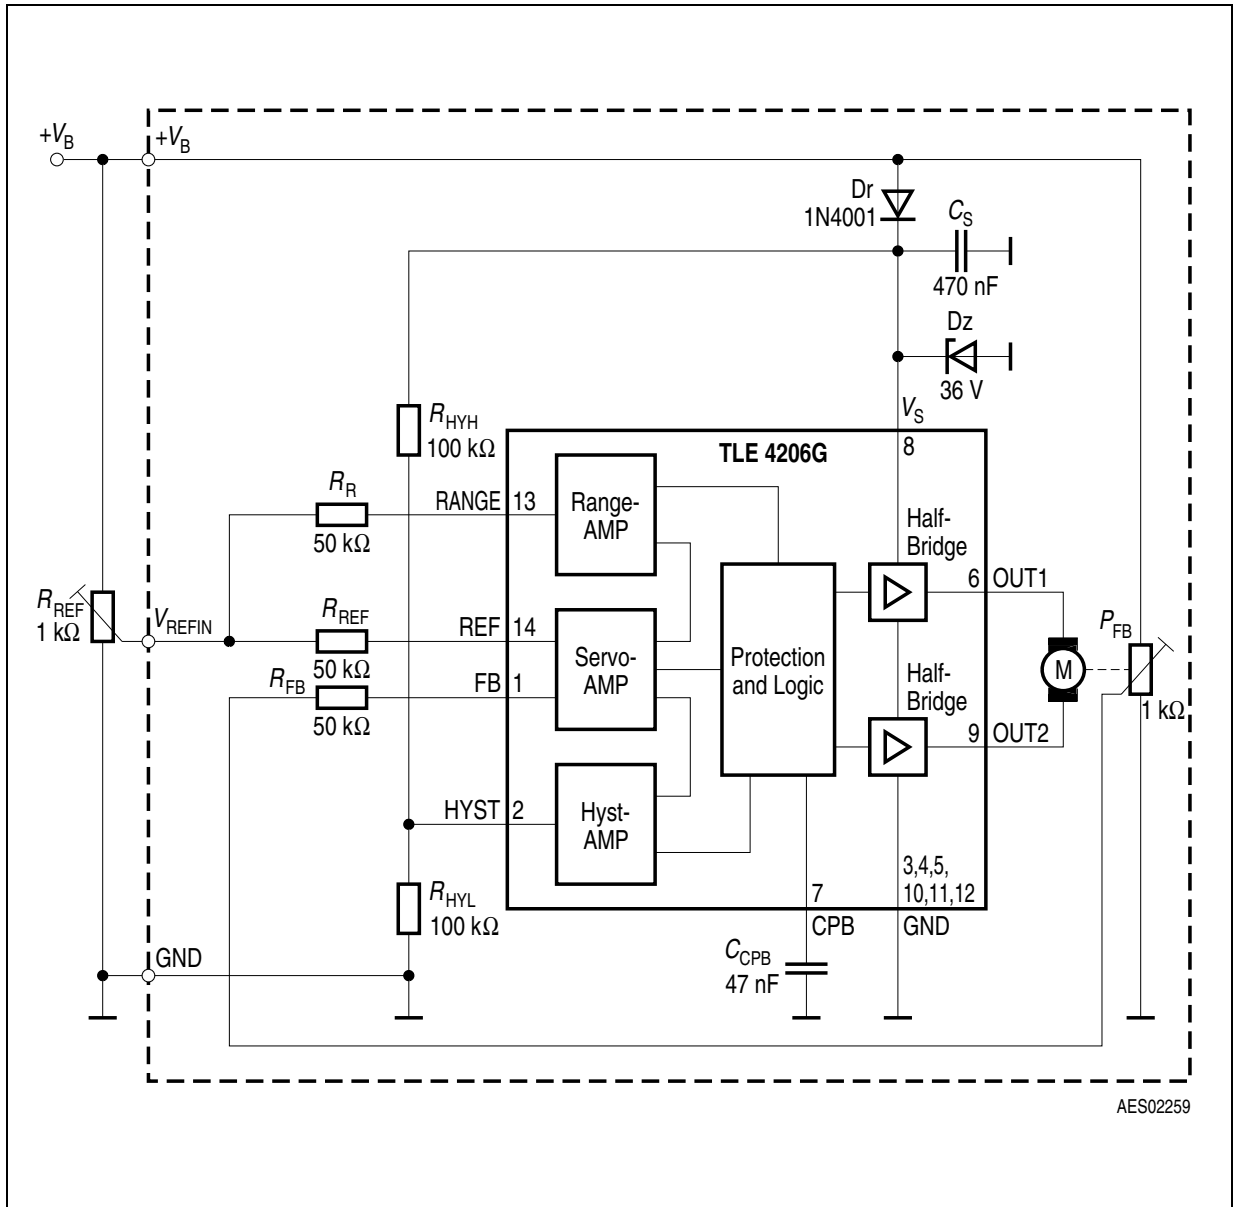 +VB
+VB
Dr
1N4001
CS
470 nF
Dz
36 V
VS
RHYH
100 kΩ
TLE 4206G
8
RR
50 kΩ
RANGE 13
Range-
AMP
Half-
Bridge
6 OUT1
RREF
1 kΩ
VREFIN
RREF
50 kΩ
REF 14
RFB
50 kΩ
FB 1
Servo-
AMP
Protection
and Logic
Half-
Bridge
9 OUT2
M
PFB
1 kΩ
HYST 2
Hyst-
AMP
RHYL
100 kΩ
7
CPB
3,4,5,
10,11,12
GND
CCPB
47 nF
GND
AES02259